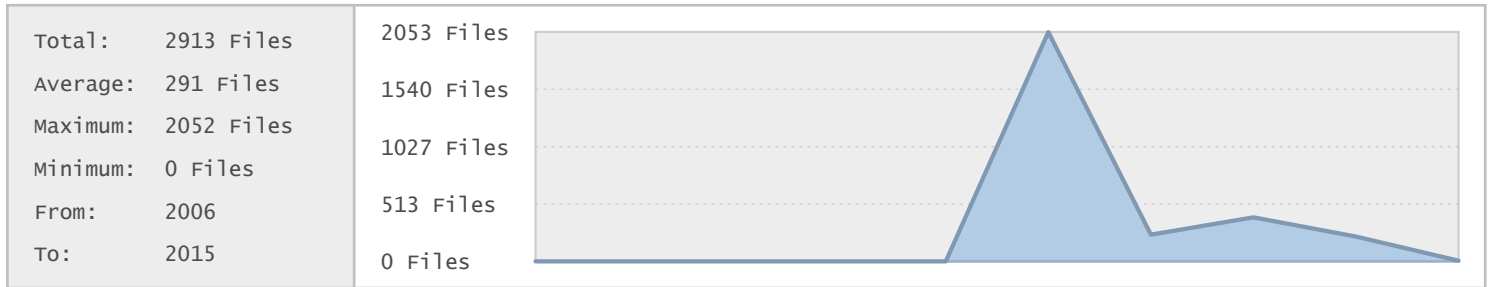 Total: 2913 Files
Average: 291 Files
Maximum: 2052 Files
Minimum: 0 Files
From: 2006
To: 2015
2053 Files
1540 Files
1027 Files
513 Files
0 Files